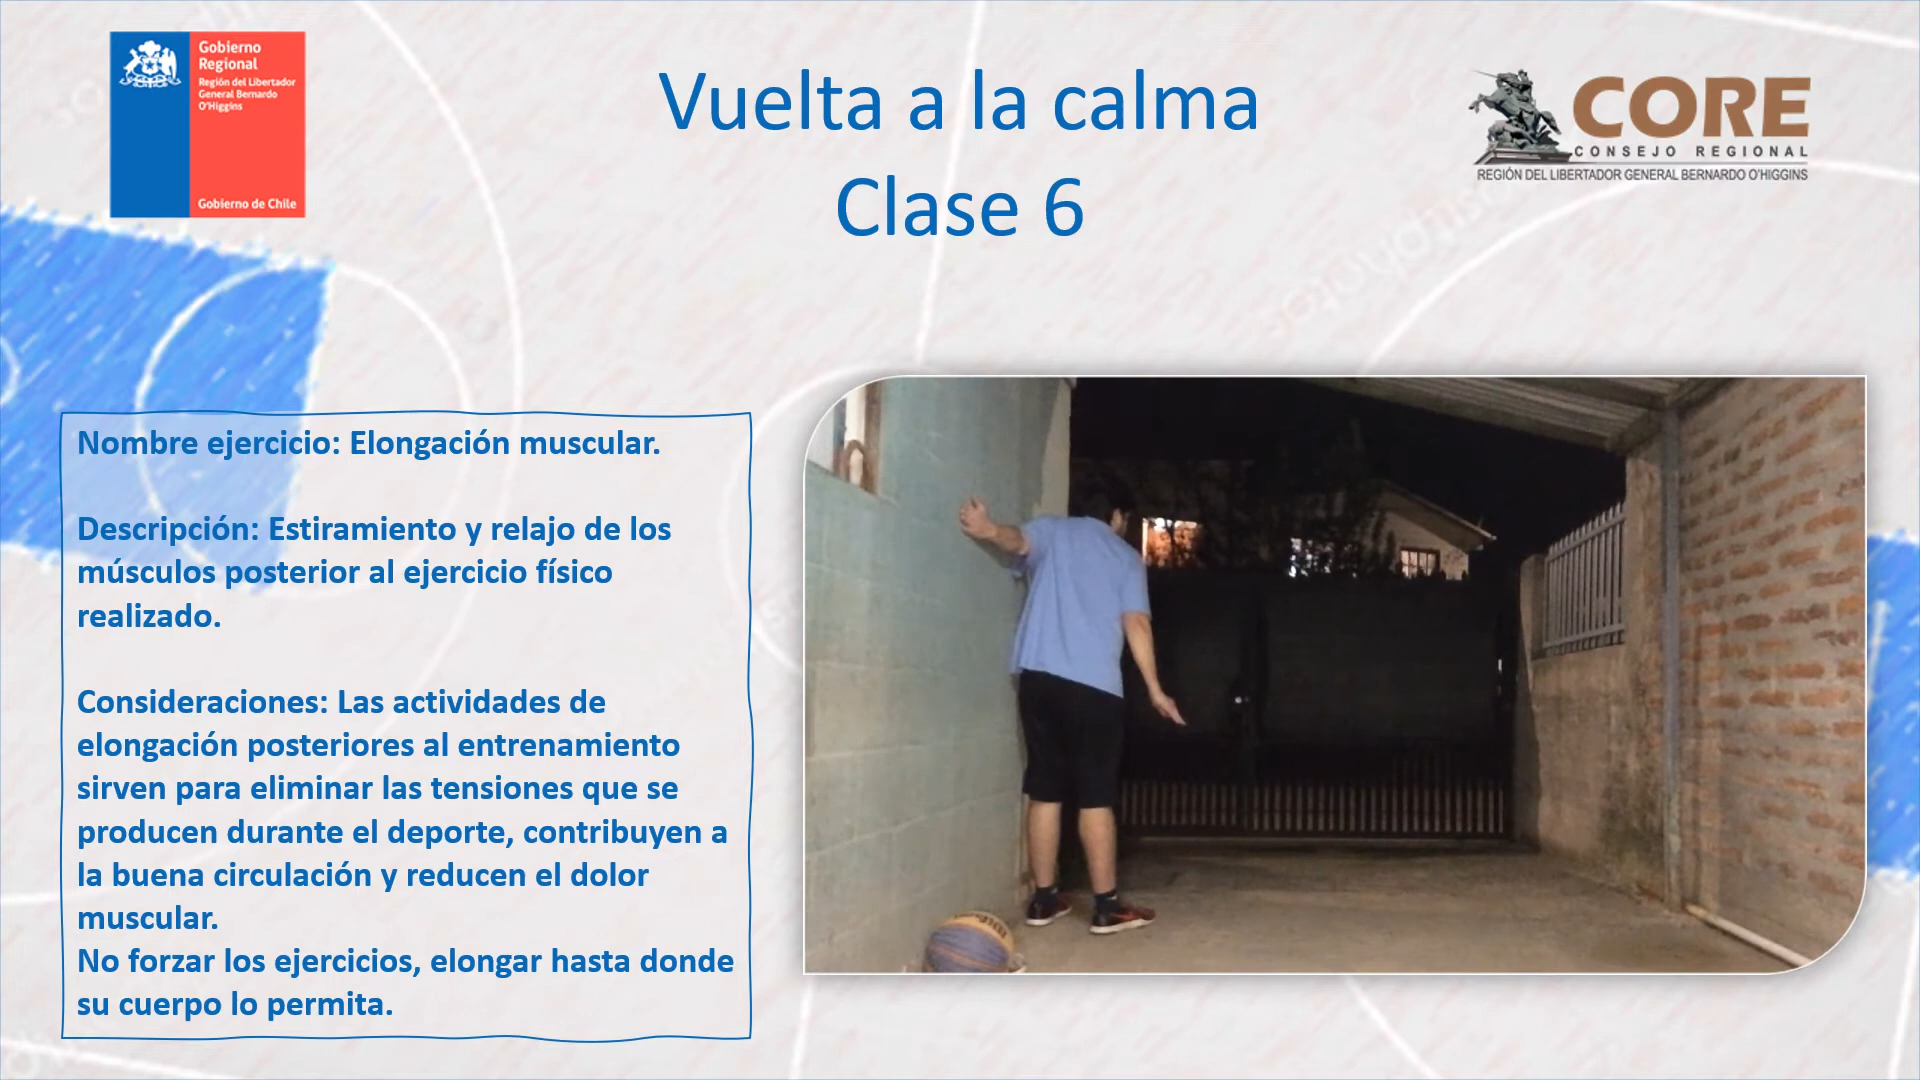 Gobierno
Regional
Región del Libertador
General Bernardo
O'Higgins
Gobierno de Chile
Vuelta a la calma
Clase 6
CORE
CONSEJO REGIONAL
REGIÓN DEL LIBERTADOR GENERAL BERNARDO O'HIGGINS
Nombre ejercicio: Elongación muscular.
Descripción: Estiramiento y relajo de los
músculos posterior al ejercicio físico
realizado.
Consideraciones: Las actividades de
elongación posteriores al entrenamiento
sirven para eliminar las tensiones que se
producen durante el deporte, contribuyen a
la buena circulación y reducen el dolor
muscular.
No forzar los ejercicios, elongar hasta donde
su cuerpo lo permita.